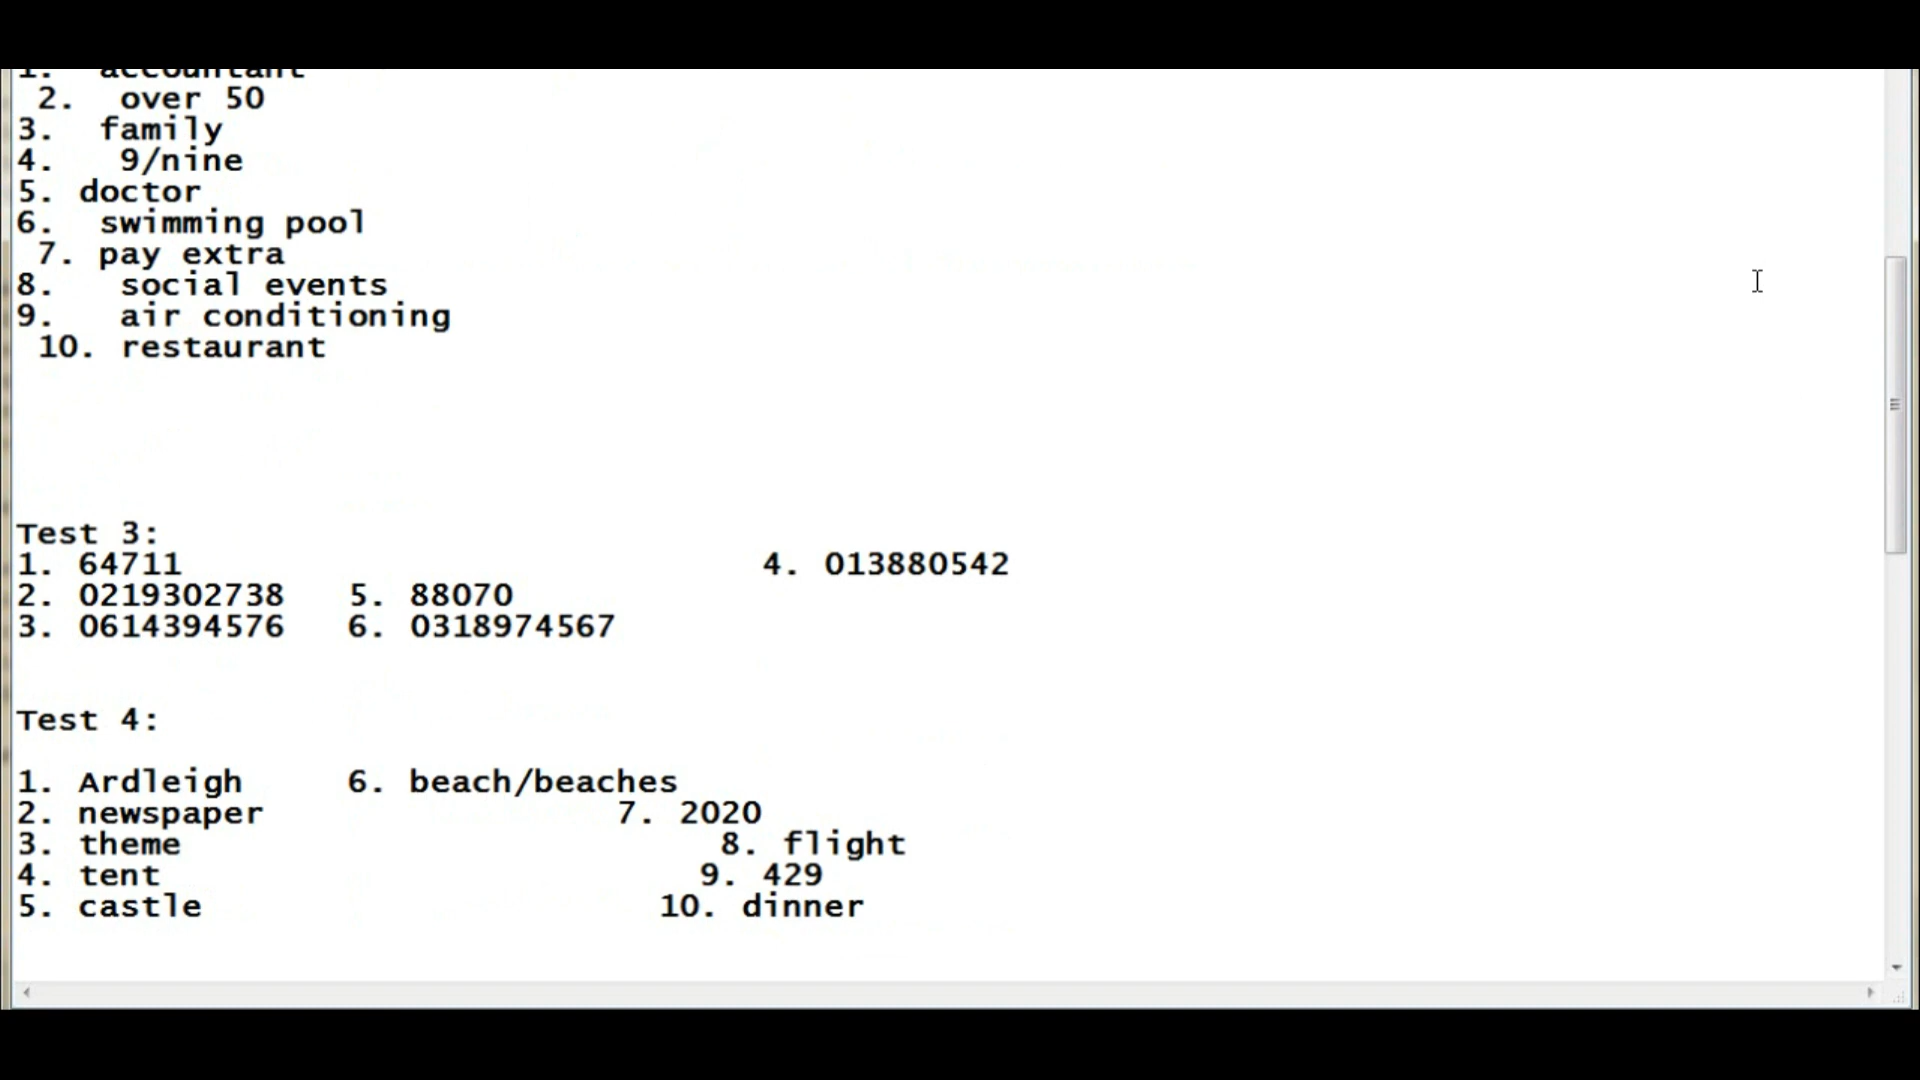 1. accountant
2. over 50
3. family
4. 9/nine
5. doctor
6. swimming pool
7. pay extra
8. social events
9. air conditioning
10. restaurant
Test 3:
1. 64711 4. 013880542
2. 0219302738 5. 88070
3. 0614394576 6. 0318974567
Test 4:
1. Ardleigh 6. beach/beaches
2. newspaper 7. 2020
3. theme 8. flight
4. tent 9. 429
5. castle 10. dinner